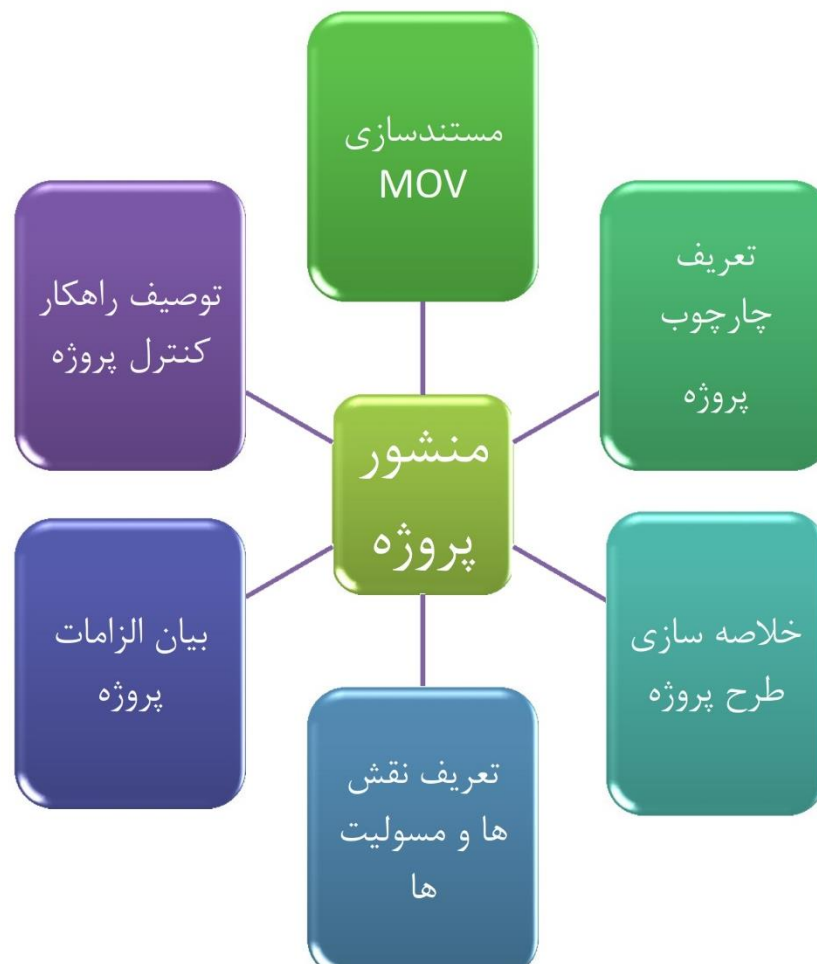 مستندسازی
MOV
تعریف
چارچوب
پروژه
خلاصه سازی
طرح پروژه
تعریف نقش
ها و مسولیت
ها
بیان الزامات
پروژه
توصیف راهکار
کنترل پروژه
منشور
پروژه